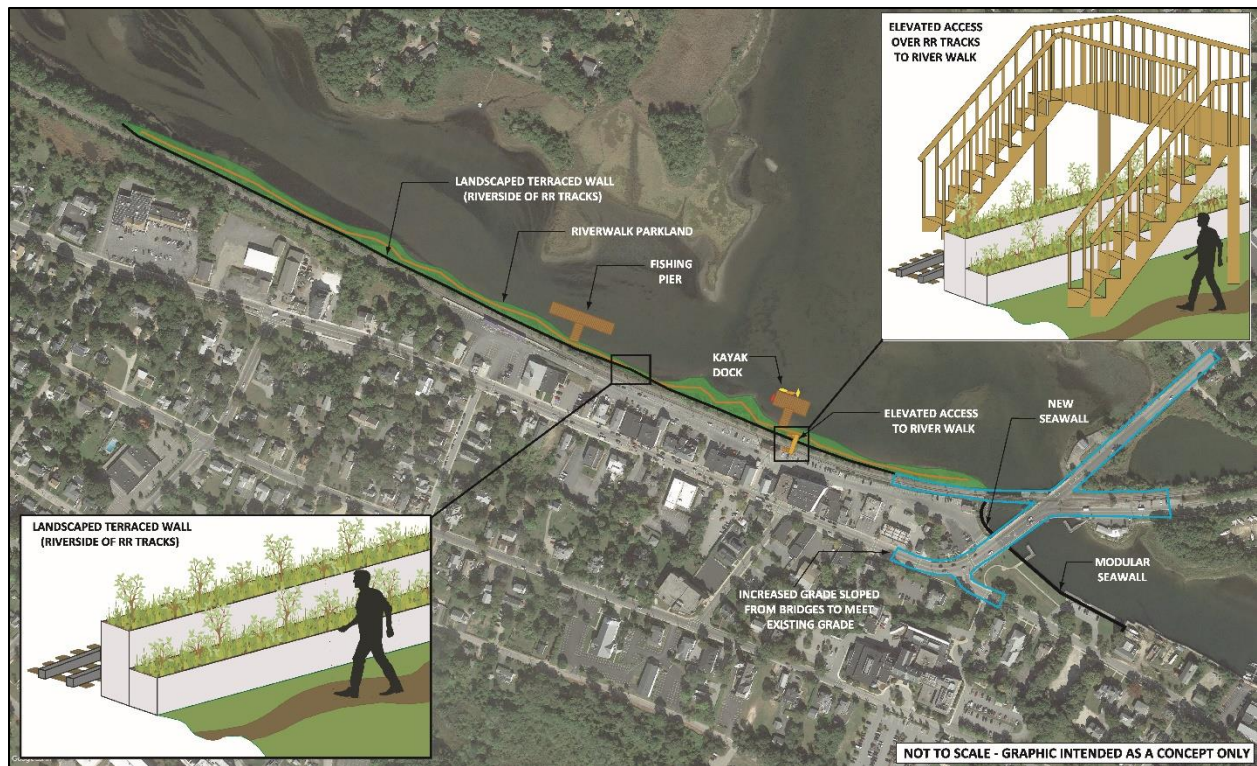 ELEVATED ACCESS
OVER RR TRACKS
TO RIVER WALK
LANDSCAPED TERRACED WALL
(RIVERSIDE OF RR TRACKS)
RIVERWALK PARKLAND
FISHING
PIER
KAYAK
DOCK
ELEVATED ACCESS
TO RIVER WALK
NEW
SEAWALL
MODULAR
SEAWALL
INCREASED GRADE SLOPED
FROM BRIDGES TO MEET
EXISTING GRADE
LANDSCAPED TERRACED WALL
(RIVERSIDE OF RR TRACKS)
NOT TO SCALE - GRAPHIC INTENDED AS A CONCEPT ONLY